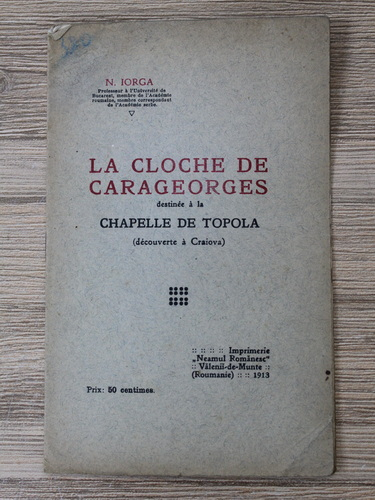 N. IORGA
Professeur à l'Université de
Bucarest, membre de l'Académie
roumaine, membre correspondant
de l'Académie serbe.
LA CLOCHE DE
CARAGEORGES
destinée à la
CHAPELLE DE TOPOLA
(découverte à Craiova)
:: :: :: :: Imprimerie
„Neamul Românesc"
:: Vălenii-de-Munte ::
(Roumanie) :: :: 1913
Prix: 50 centimes.